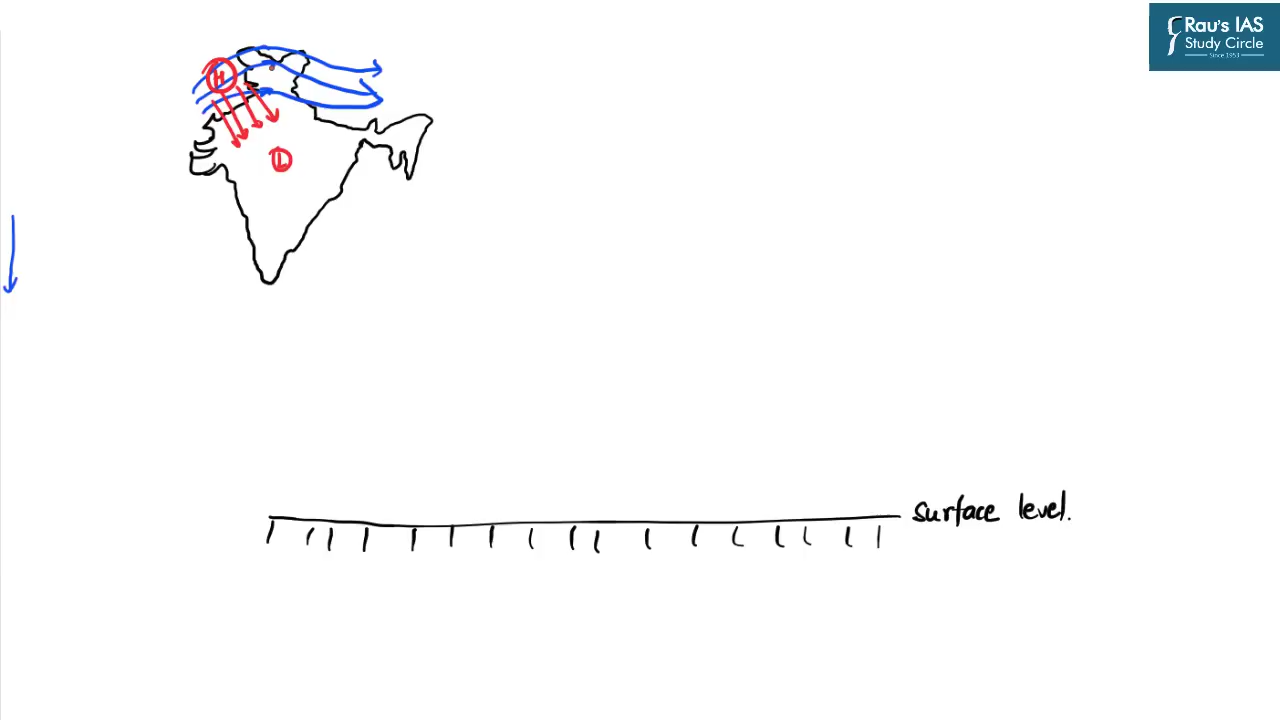 Rau's IAS
Study Circle
Since 1953
H
L
surface level.